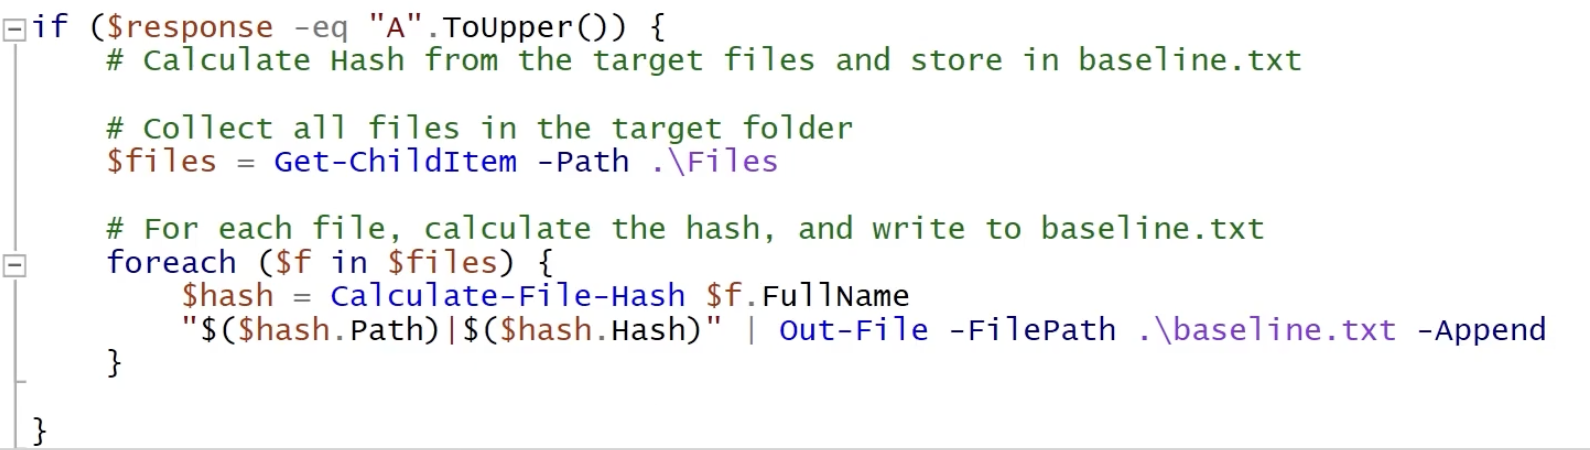 if ($response -eq "A".ToUpper()) {
# Calculate Hash from the target files and store in baseline.txt
# Collect all files in the target folder
$files = Get-ChildItem -Path .\Files
# For each file, calculate the hash, and write to baseline.txt
foreach ($f in $files) {
$hash = Calculate-File-Hash $f.FullName
"$($hash.Path)|$($hash.Hash)" | Out-File -FilePath .\baseline.txt -Append
}
}